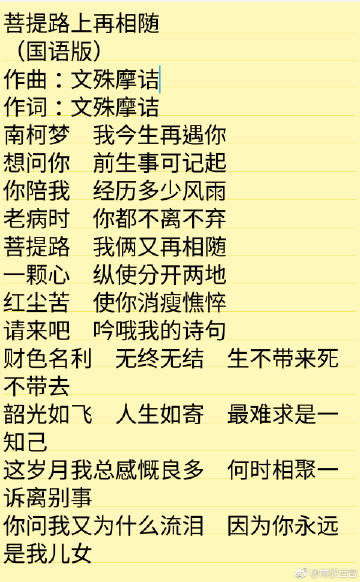 菩提路上再相随
（国语版）
作曲：文殊摩诘
作词：文殊摩诘
南柯梦　我今生再遇你
想问你　前生事可记起
你陪我　经历多少风雨
老病时　你都不离不弃
菩提路　我俩又再相随
一颗心　纵使分开两地
红尘苦　使你消瘦憔悴
请来吧　吟哦我的诗句
财色名利　无终无结　生不带来死
不带去
韶光如飞　人生如寄　最难求是一
知己
这岁月我总感慨良多　何时相聚一
诉离别事
你问我又为什么流泪　因为你永远
是我儿女